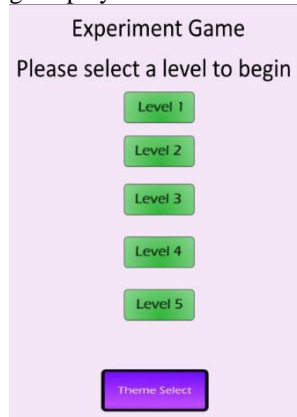 Experiment Game
Please select a level to begin
Level 1
Level 2
Level 3
Level 4
Level 5
Theme Select